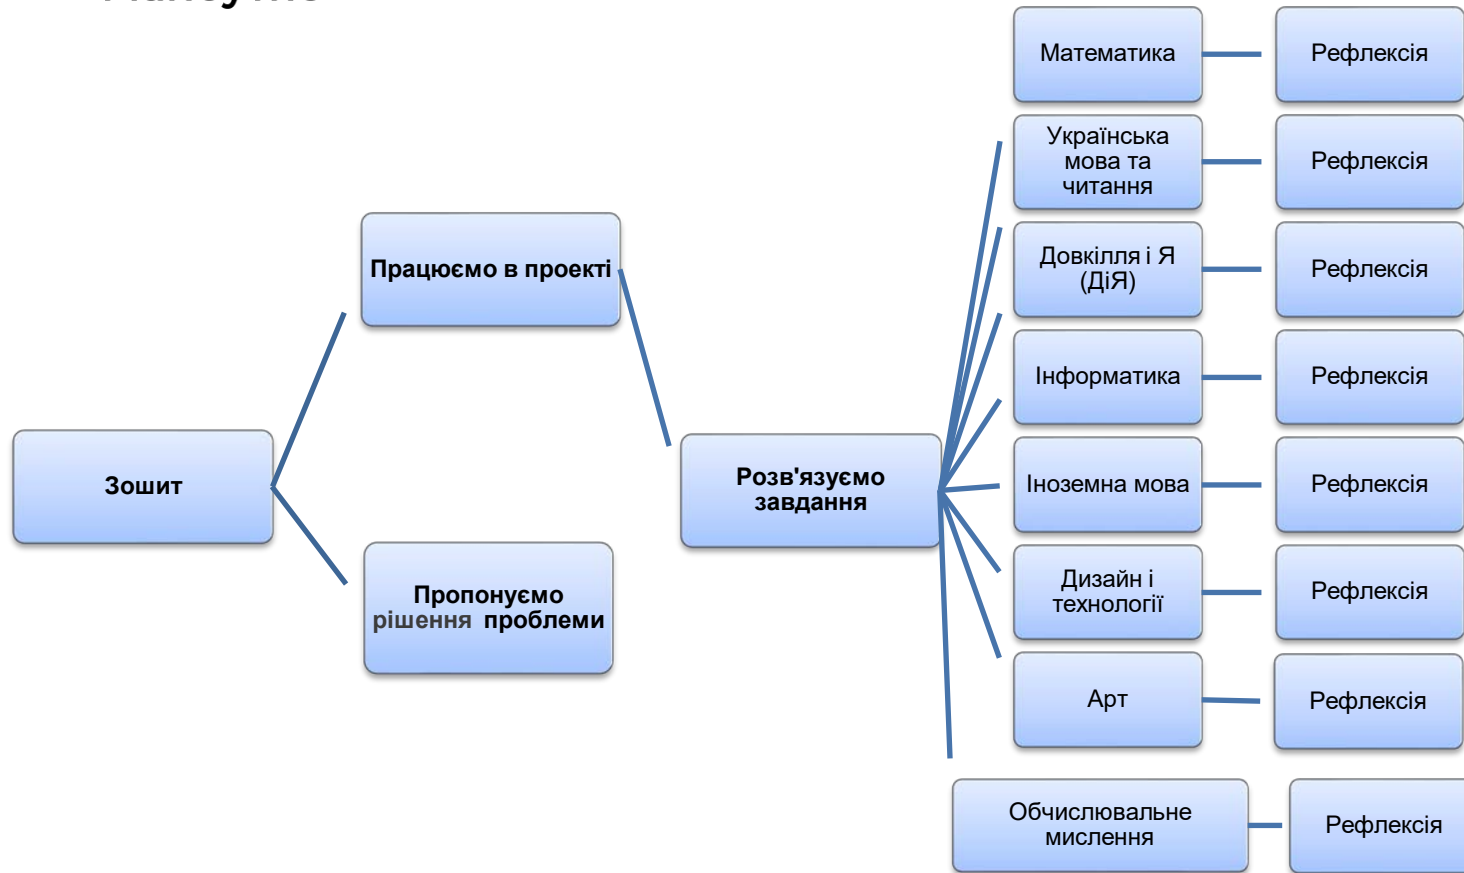 Математика
Рефлексія
Українська
мова та
читання
Рефлексія
Довкілля і Я
(ДіЯ)
Рефлексія
Працюємо в проекті
Інформатика
Рефлексія
Зошит
Розв'язуємо
завдання
Іноземна мова
Рефлексія
Пропонуємо
рішення проблеми
Дизайн і
технології
Рефлексія
Арт
Рефлексія
Обчислювальне
мислення
Рефлексія